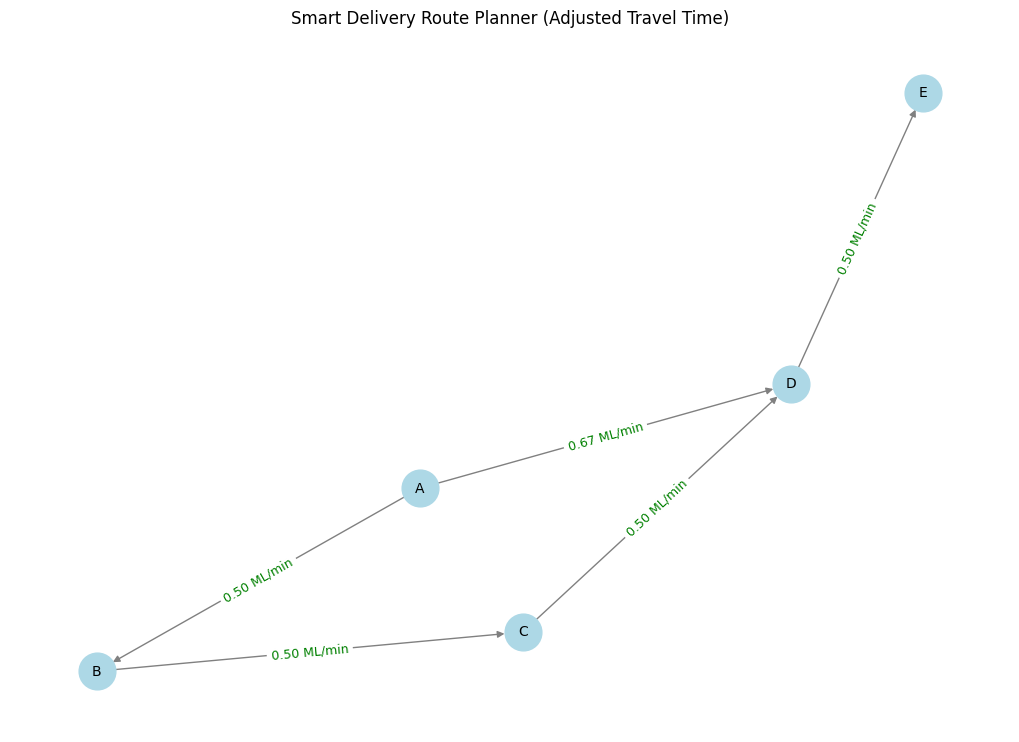 Smart Delivery Route Planner (Adjusted Travel Time)
E
0.50 ML/min
D
0.67 ML/min
A
0.50 ML/min
0.50 ML/min
C
0.50 ML/min
B